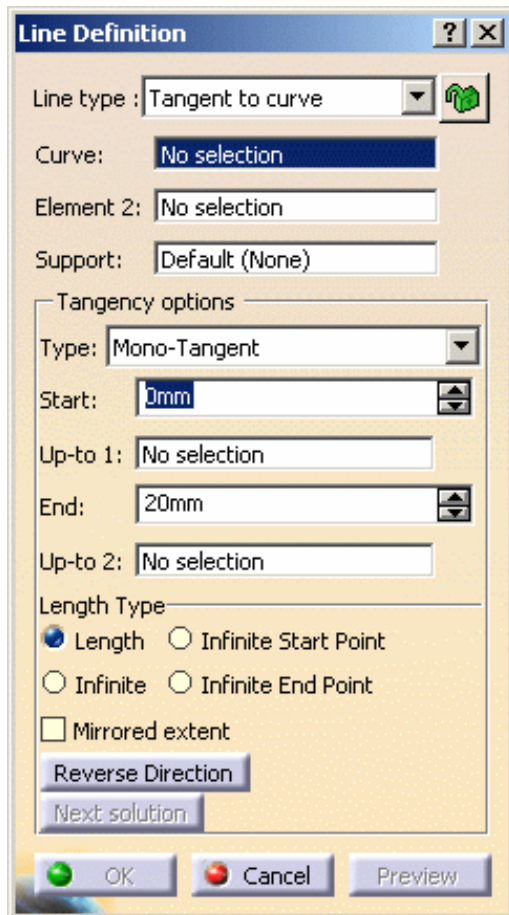 Line Definition ? X
Line type : Tangent to curve
Curve: No selection
Element 2: No selection
Support: Default (None)
Tangency options
Type: Mono-Tangent
Start: 0mm
Up-to 1: No selection
End: 20mm
Up-to 2: No selection
Length Type
Length Infinite Start Point
Infinite Infinite End Point
Mirrored extent
Reverse Direction
Next solution
OK Cancel Preview